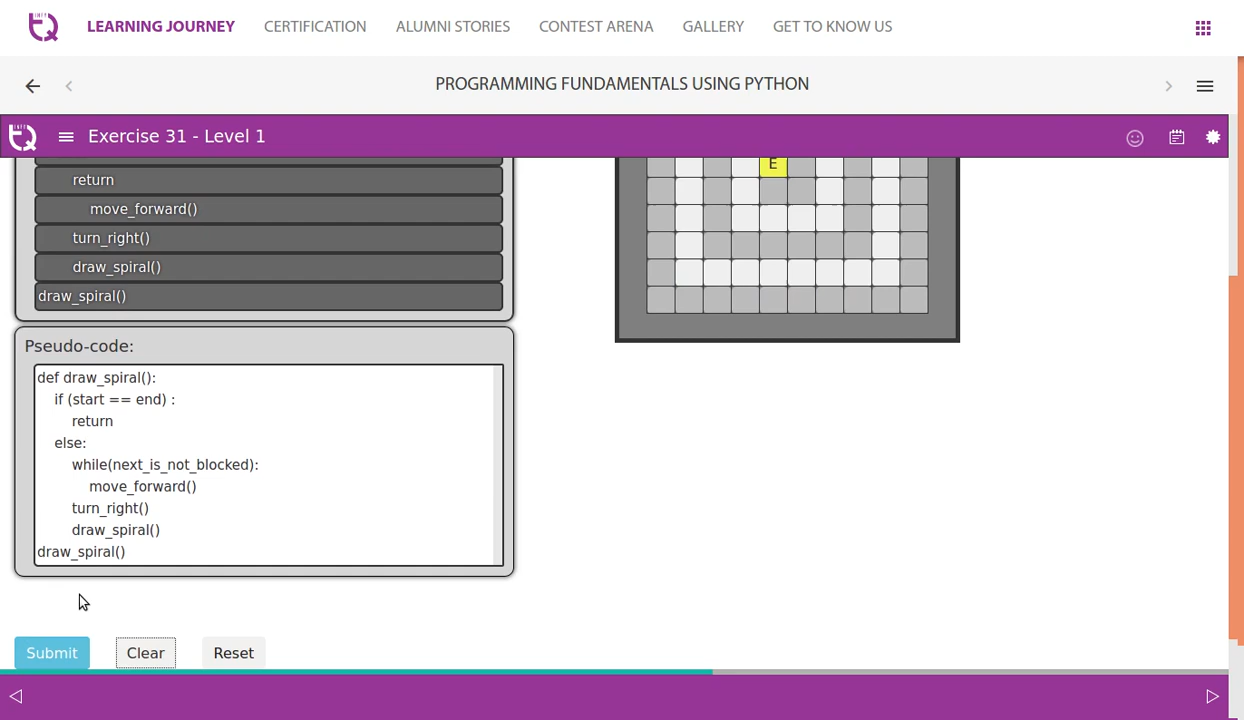 LEARNING JOURNEY CERTIFICATION ALUMNI STORIES CONTEST ARENA GALLERY GET TO KNOW US
PROGRAMMING FUNDAMENTALS USING PYTHON
Exercise 31 - Level 1
return
move_forward()
turn_right()
draw_spiral()
draw_spiral()
E
Pseudo-code:
def draw_spiral():
if (start == end) :
return
else:
while(next_is_not_blocked):
move_forward()
turn_right()
draw_spiral()
draw_spiral()
Submit Clear Reset